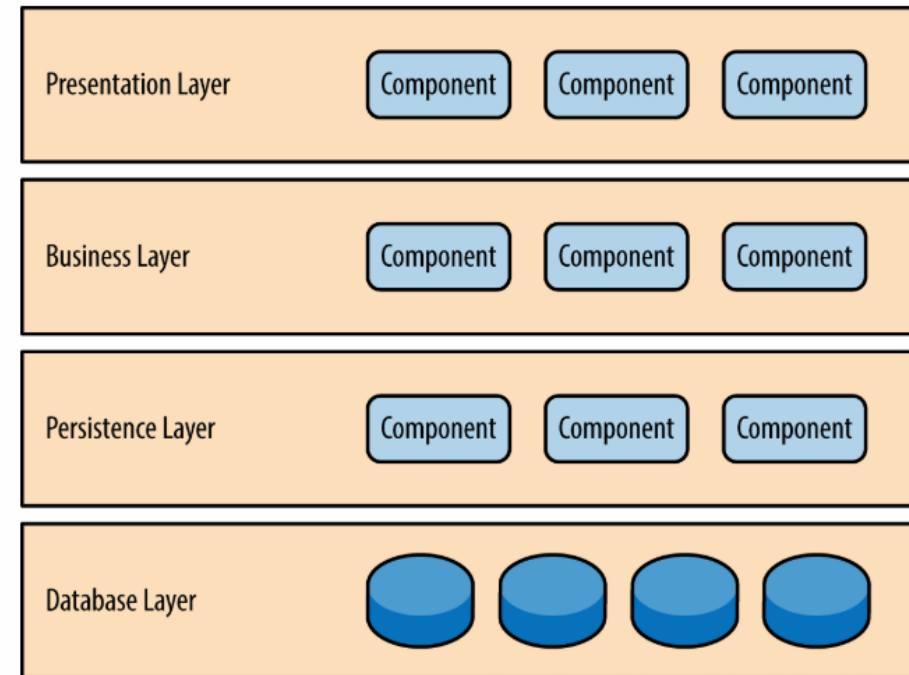 Presentation Layer Component Component Component
Business Layer Component Component Component
Persistence Layer Component Component Component
Database Layer